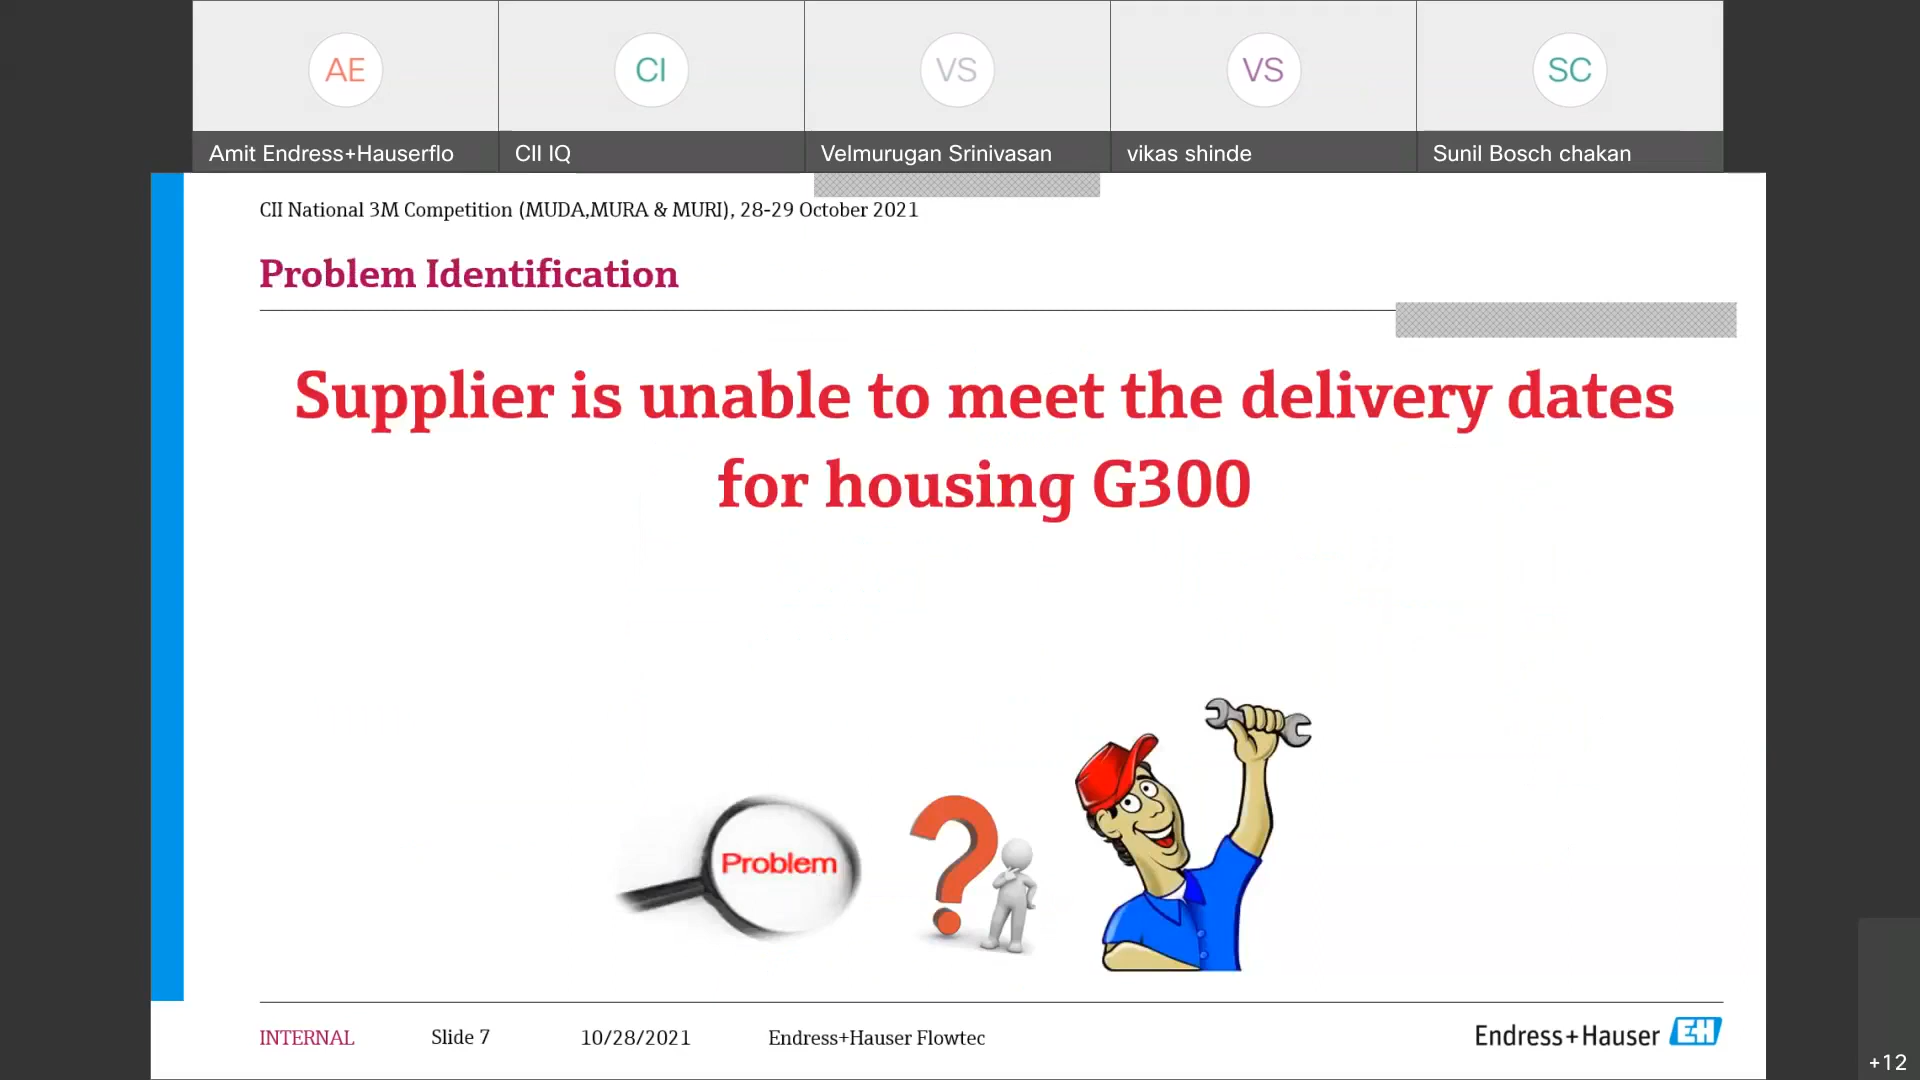 AE
CI
VS
VS
SC
Amit Endress+Hauserflo
CII IQ
Velmurugan Srinivasan
vikas shinde
Sunil Bosch chakan
CII National 3M Competition (MUDA,MURA & MURI), 28-29 October 2021
Problem Identification
Supplier is unable to meet the delivery dates
for housing G300
Problem
?
INTERNAL
Slide 7
10/28/2021
Endress+Hauser Flowtec
Endress+Hauser EH
+12